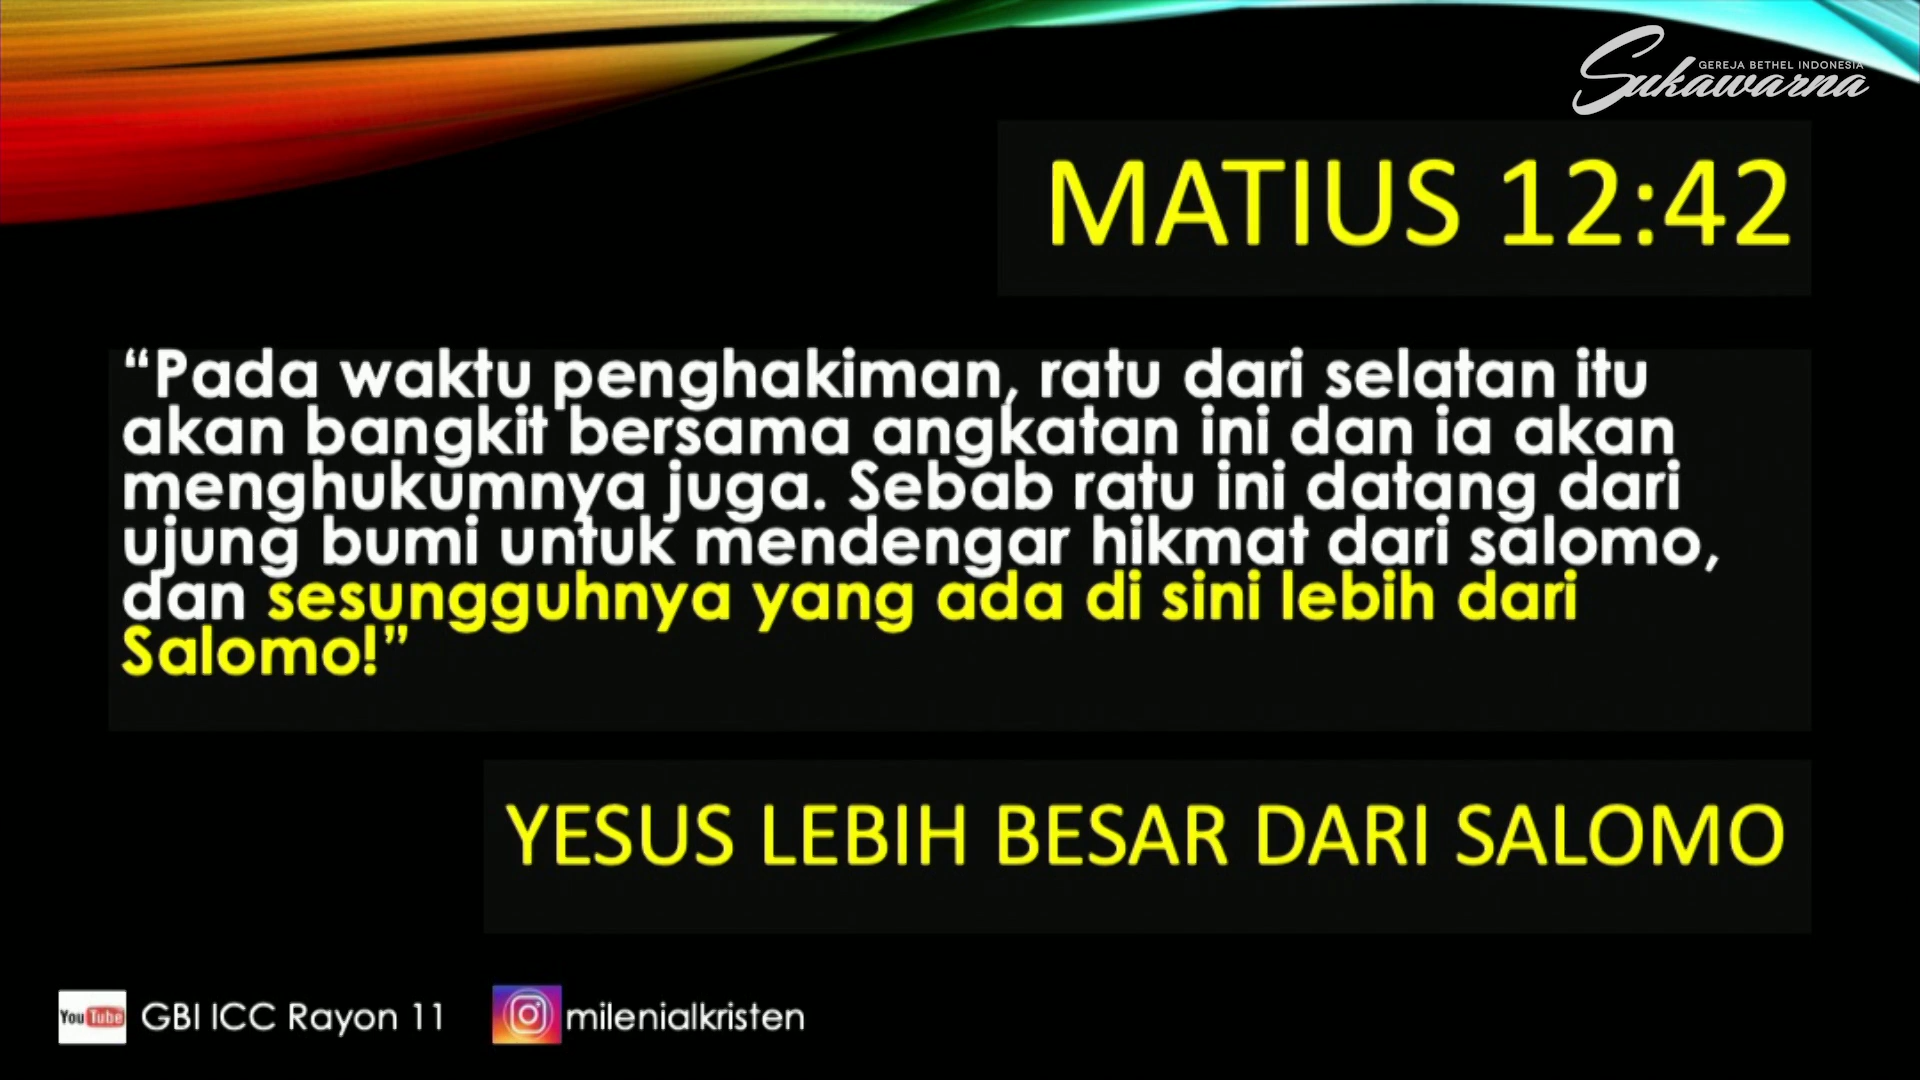 GEREJA BETHEL INDONESIA
Sukawarna
MATIUS 12:42
“Pada waktu penghakiman, ratu dari selatan itu
akan bangkit bersama angkatan ini dan ia akan
menghukumnya juga. Sebab ratu ini datang dari
ujung bumi untuk mendengar hikmat dari salomo,
dan sesungguhnya yang ada di sini lebih dari
Salomo!”
YESUS LEBIH BESAR DARI SALOMO
YouTube GBI ICC Rayon 11 milenialkristen